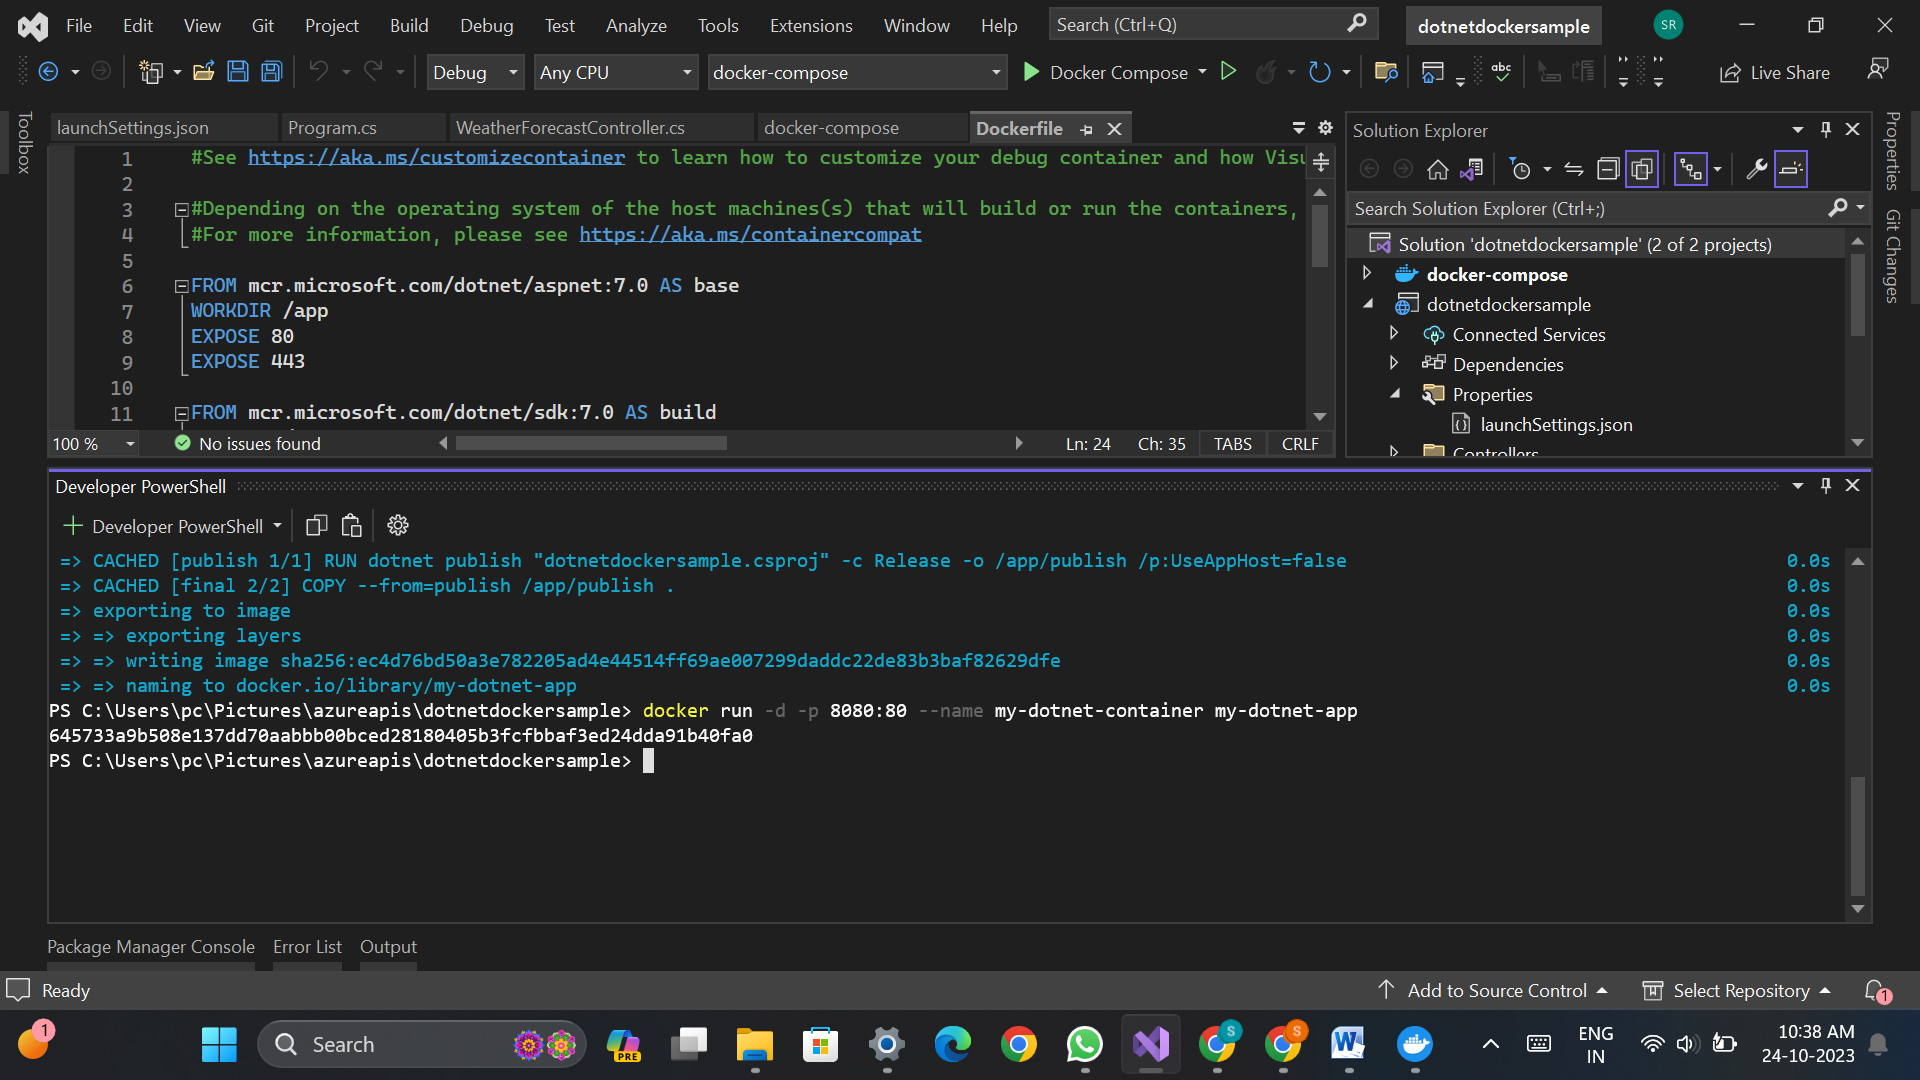 File Edit View Git Project Build Debug Test Analyze Tools Extensions Window Help Search (Ctrl+Q) dotnetdockersample SR
Debug Any CPU docker-compose Docker Compose Live Share
Toolbox
launchSettings.json Program.cs WeatherForecastController.cs docker-compose Dockerfile
1 #See https://aka.ms/customizecontainer to learn how to customize your debug container and how Visu
2
3 #Depending on the operating system of the host machines(s) that will build or run the containers,
4 #For more information, please see https://aka.ms/containercompat
5
6 FROM mcr.microsoft.com/dotnet/aspnet:7.0 AS base
7 WORKDIR /app
8 EXPOSE 80
9 EXPOSE 443
10
11 FROM mcr.microsoft.com/dotnet/sdk:7.0 AS build
100 % No issues found Ln: 24 Ch: 35 TABS CRLF
Solution Explorer
Search Solution Explorer (Ctrl+;)
Solution 'dotnetdockersample' (2 of 2 projects)
docker-compose
dotnetdockersample
Connected Services
Dependencies
Properties
launchSettings.json
Controllers
Properties
Git Changes
Developer PowerShell
Developer PowerShell
=> CACHED [publish 1/1] RUN dotnet publish "dotnetdockersample.csproj" -c Release -o /app/publish /p:UseAppHost=false 0.0s
=> CACHED [final 2/2] COPY --from=publish /app/publish . 0.0s
=> exporting to image 0.0s
=> => exporting layers 0.0s
=> => writing image sha256:ec4d76bd50a3e782205ad4e44514ff69ae007299daddc22de83b3baf82629dfe 0.0s
=> => naming to docker.io/library/my-dotnet-app 0.0s
PS C:\Users\pc\Pictures\azureapis\dotnetdockersample> docker run -d -p 8080:80 --name my-dotnet-container my-dotnet-app
645733a9b508e137dd70aabbb00bced28180405b3fcfbbaf3ed24dda91b40fa0
PS C:\Users\pc\Pictures\azureapis\dotnetdockersample>
Package Manager Console Error List Output
Ready Add to Source Control Select Repository 1
1 Search PRE S S ENG IN 10:38 AM 24-10-2023